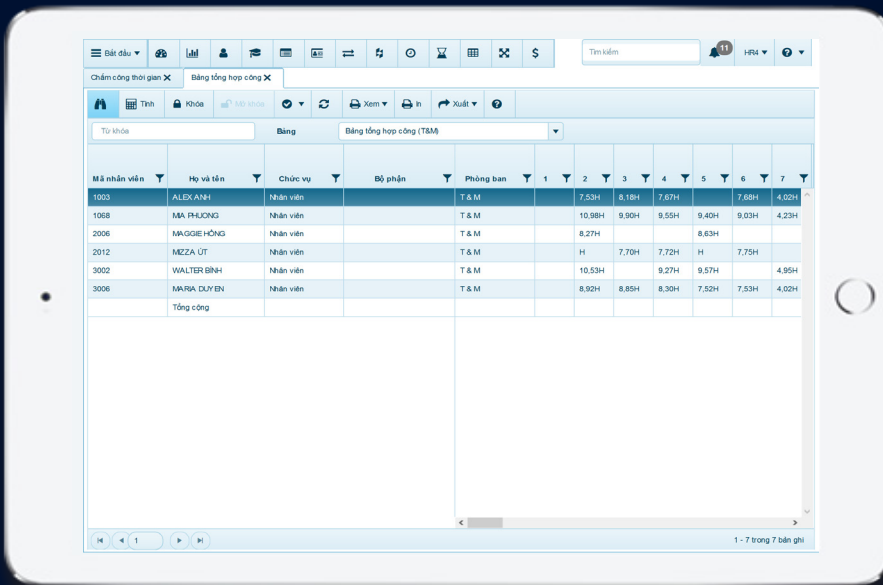 Bắt đầu
Tìm kiếm
11
HR4
Chấm công thời gian
Bảng tổng hợp công
Tính
Khóa
Mở khóa
Xem
In
Xuất
Từ khóa
Bảng
Bảng tổng hợp công (T&M)
Mã nhân viên Họ và tên Chức vụ Bộ phận Phòng ban 1 2 3 4 5 6 7
1003 ALEX ANH Nhân viên T & M 7,53H 8,18H 7,67H 7,68H 4,02H
1068 MIA PHUONG Nhân viên T & M 10,98H 9,90H 9,55H 9,40H 9,03H 4,23H
2006 MAGGIE HỒNG Nhân viên T & M 8,27H 8,63H
2012 MIZZA ÚT Nhân viên T & M H 7,70H 7,72H H 7,75H
3002 WALTER BÌNH Nhân viên T & M 10,53H 9,27H 9,57H 4,95H
3006 MARIA DUYEN Nhân viên T & M 8,92H 8,85H 8,30H 7,52H 7,53H 4,02H
Tổng cộng
1
1 - 7 trong 7 bản ghi